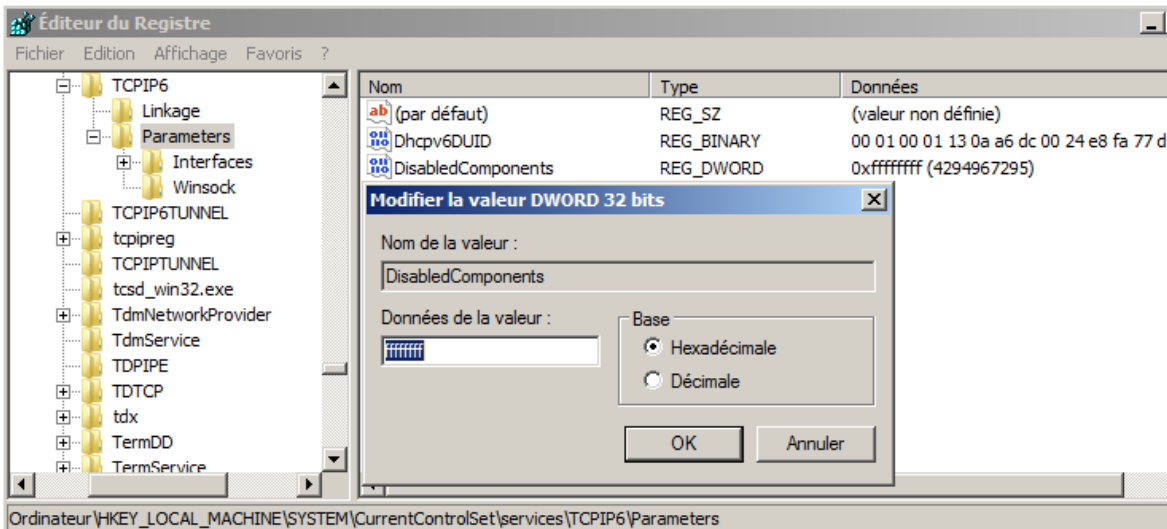 Éditeur du Registre
Fichier Edition Affichage Favoris ?
TCPIP6
Linkage
Parameters
Interfaces
Winsock
TCPIP6TUNNEL
tcpipreg
TCPIPTUNNEL
tcsd_win32.exe
TdmNetworkProvider
TdmService
TDPIPE
TDTCP
tdx
TermDD
TermService
Nom Type Données
(par défaut) REG_SZ (valeur non définie)
Dhcpv6DUID REG_BINARY 00 01 00 01 13 0a a6 dc 00 24 e8 fa 77 d
DisabledComponents REG_DWORD 0xffffffff (4294967295)
Modifier la valeur DWORD 32 bits
Nom de la valeur :
DisabledComponents
Données de la valeur :
ffffffff
Base
Hexadécimale
Décimale
OK Annuler
Ordinateur\HKEY_LOCAL_MACHINE\SYSTEM\CurrentControlSet\services\TCPIP6\Parameters